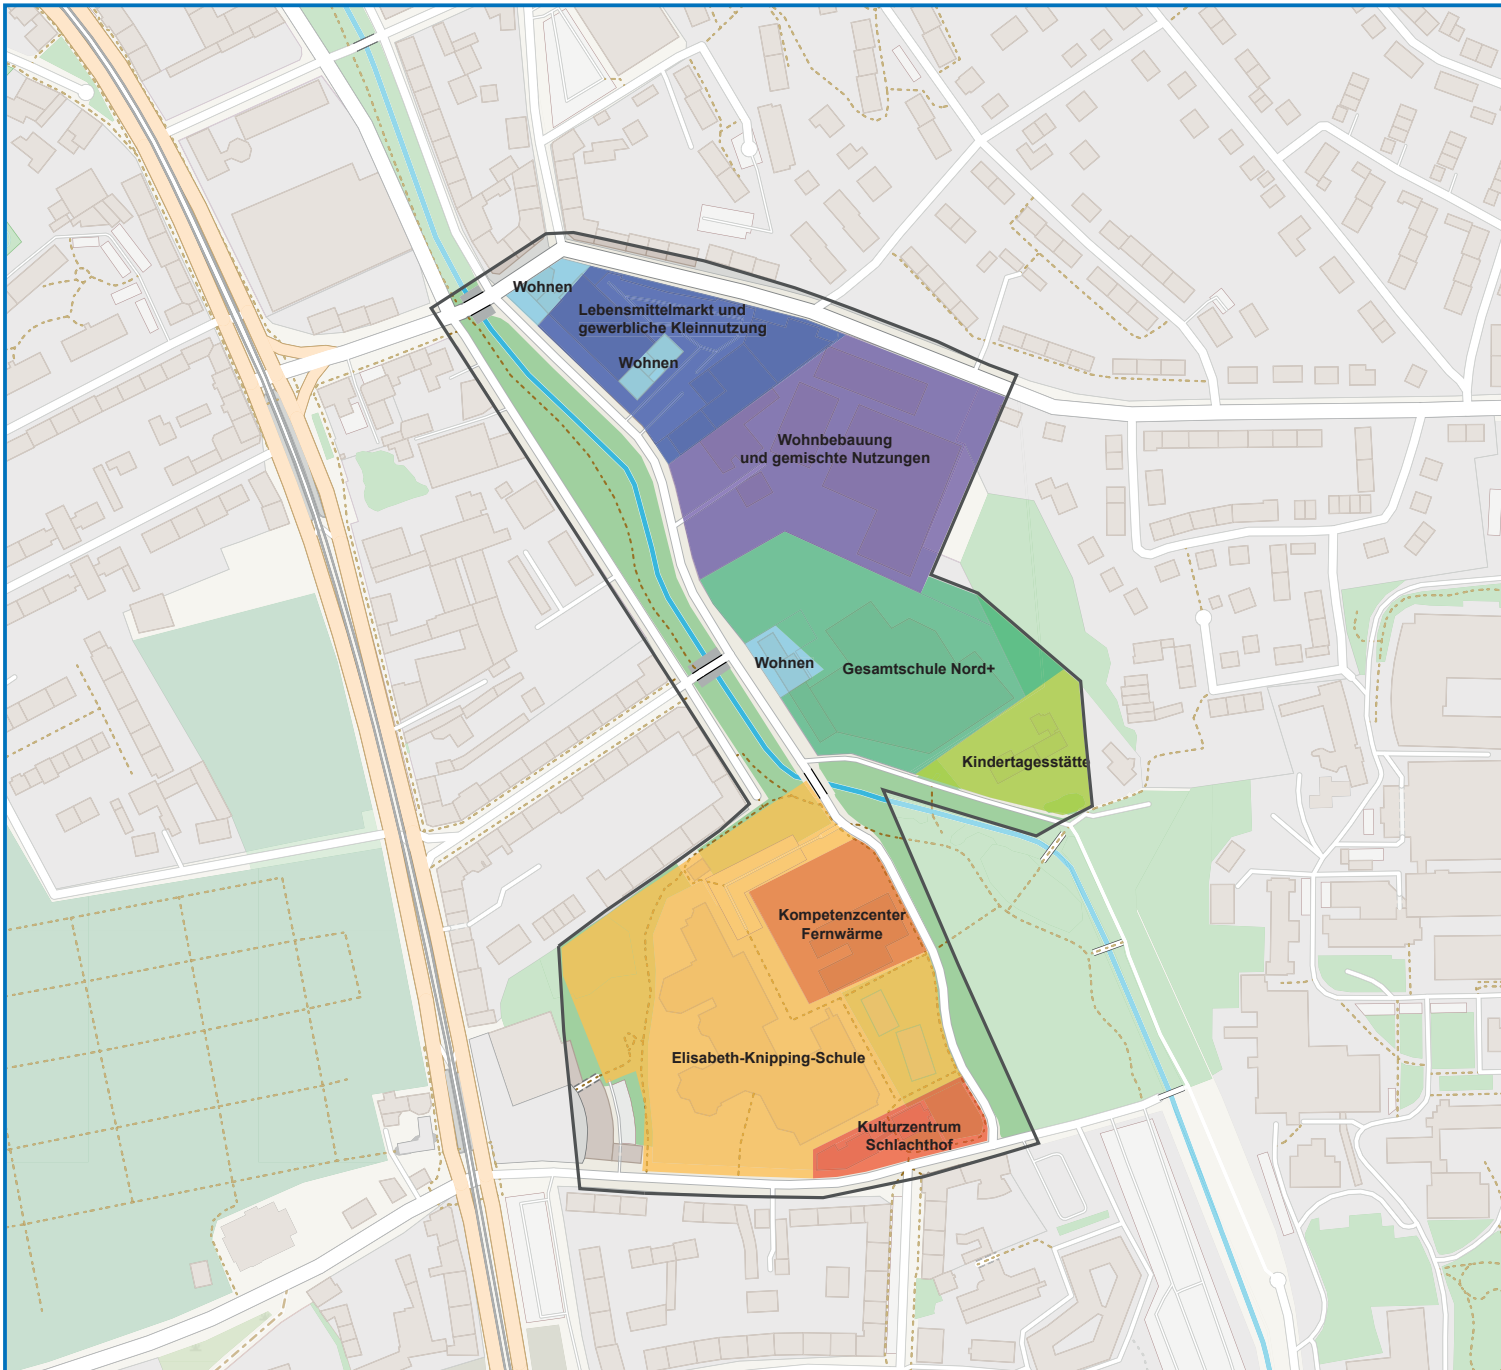 Wohnen
Lebensmittelmarkt und
gewerbliche Kleinnutzung
Wohnen
Wohnbebauung
und gemischte Nutzungen
Wohnen
Gesamtschule Nord+
Kindertagesstätte
Kompetenzcenter
Fernwärme
Elisabeth-Knipping-Schule
Kulturzentrum
Schlachthof